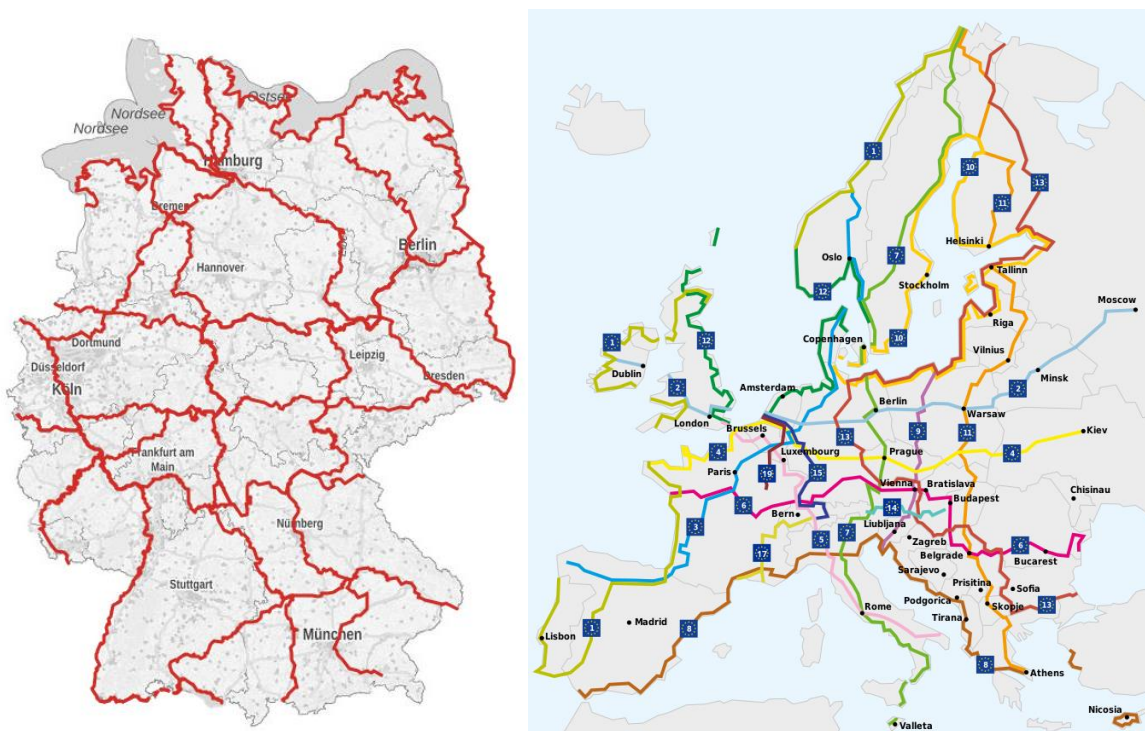 Nordsee
Nordsee
Ostsee
Hamburg
Bremen
Berlin
Hannover
Dortmund
Düsseldorf
Köln
Leipzig
Dresden
Frankfurt am
Main
Nürnberg
Stuttgart
München
1
10
13
11
Helsinki
Oslo
7
12
Stockholm
Tallinn
Moscow
Riga
1
12
Copenhagen
10
Vilnius
Dublin
2
Minsk
2
Amsterdam
London
Berlin
Warsaw
Brussels
13
9
11
Kiev
4
Luxembourg
Prague
4
Paris
19
15
Vienna
Bratislava
Chisinau
6
Bern
14
Budapest
3
5
7
Liubljana
Zagreb
17
Belgrade
6
Bucarest
Sarajevo
Prisitina
Sofia
Podgorica
Skopje
13
Rome
Tirana
Lisbon
1
Madrid
8
8
Athens
Nicosia
Valleta